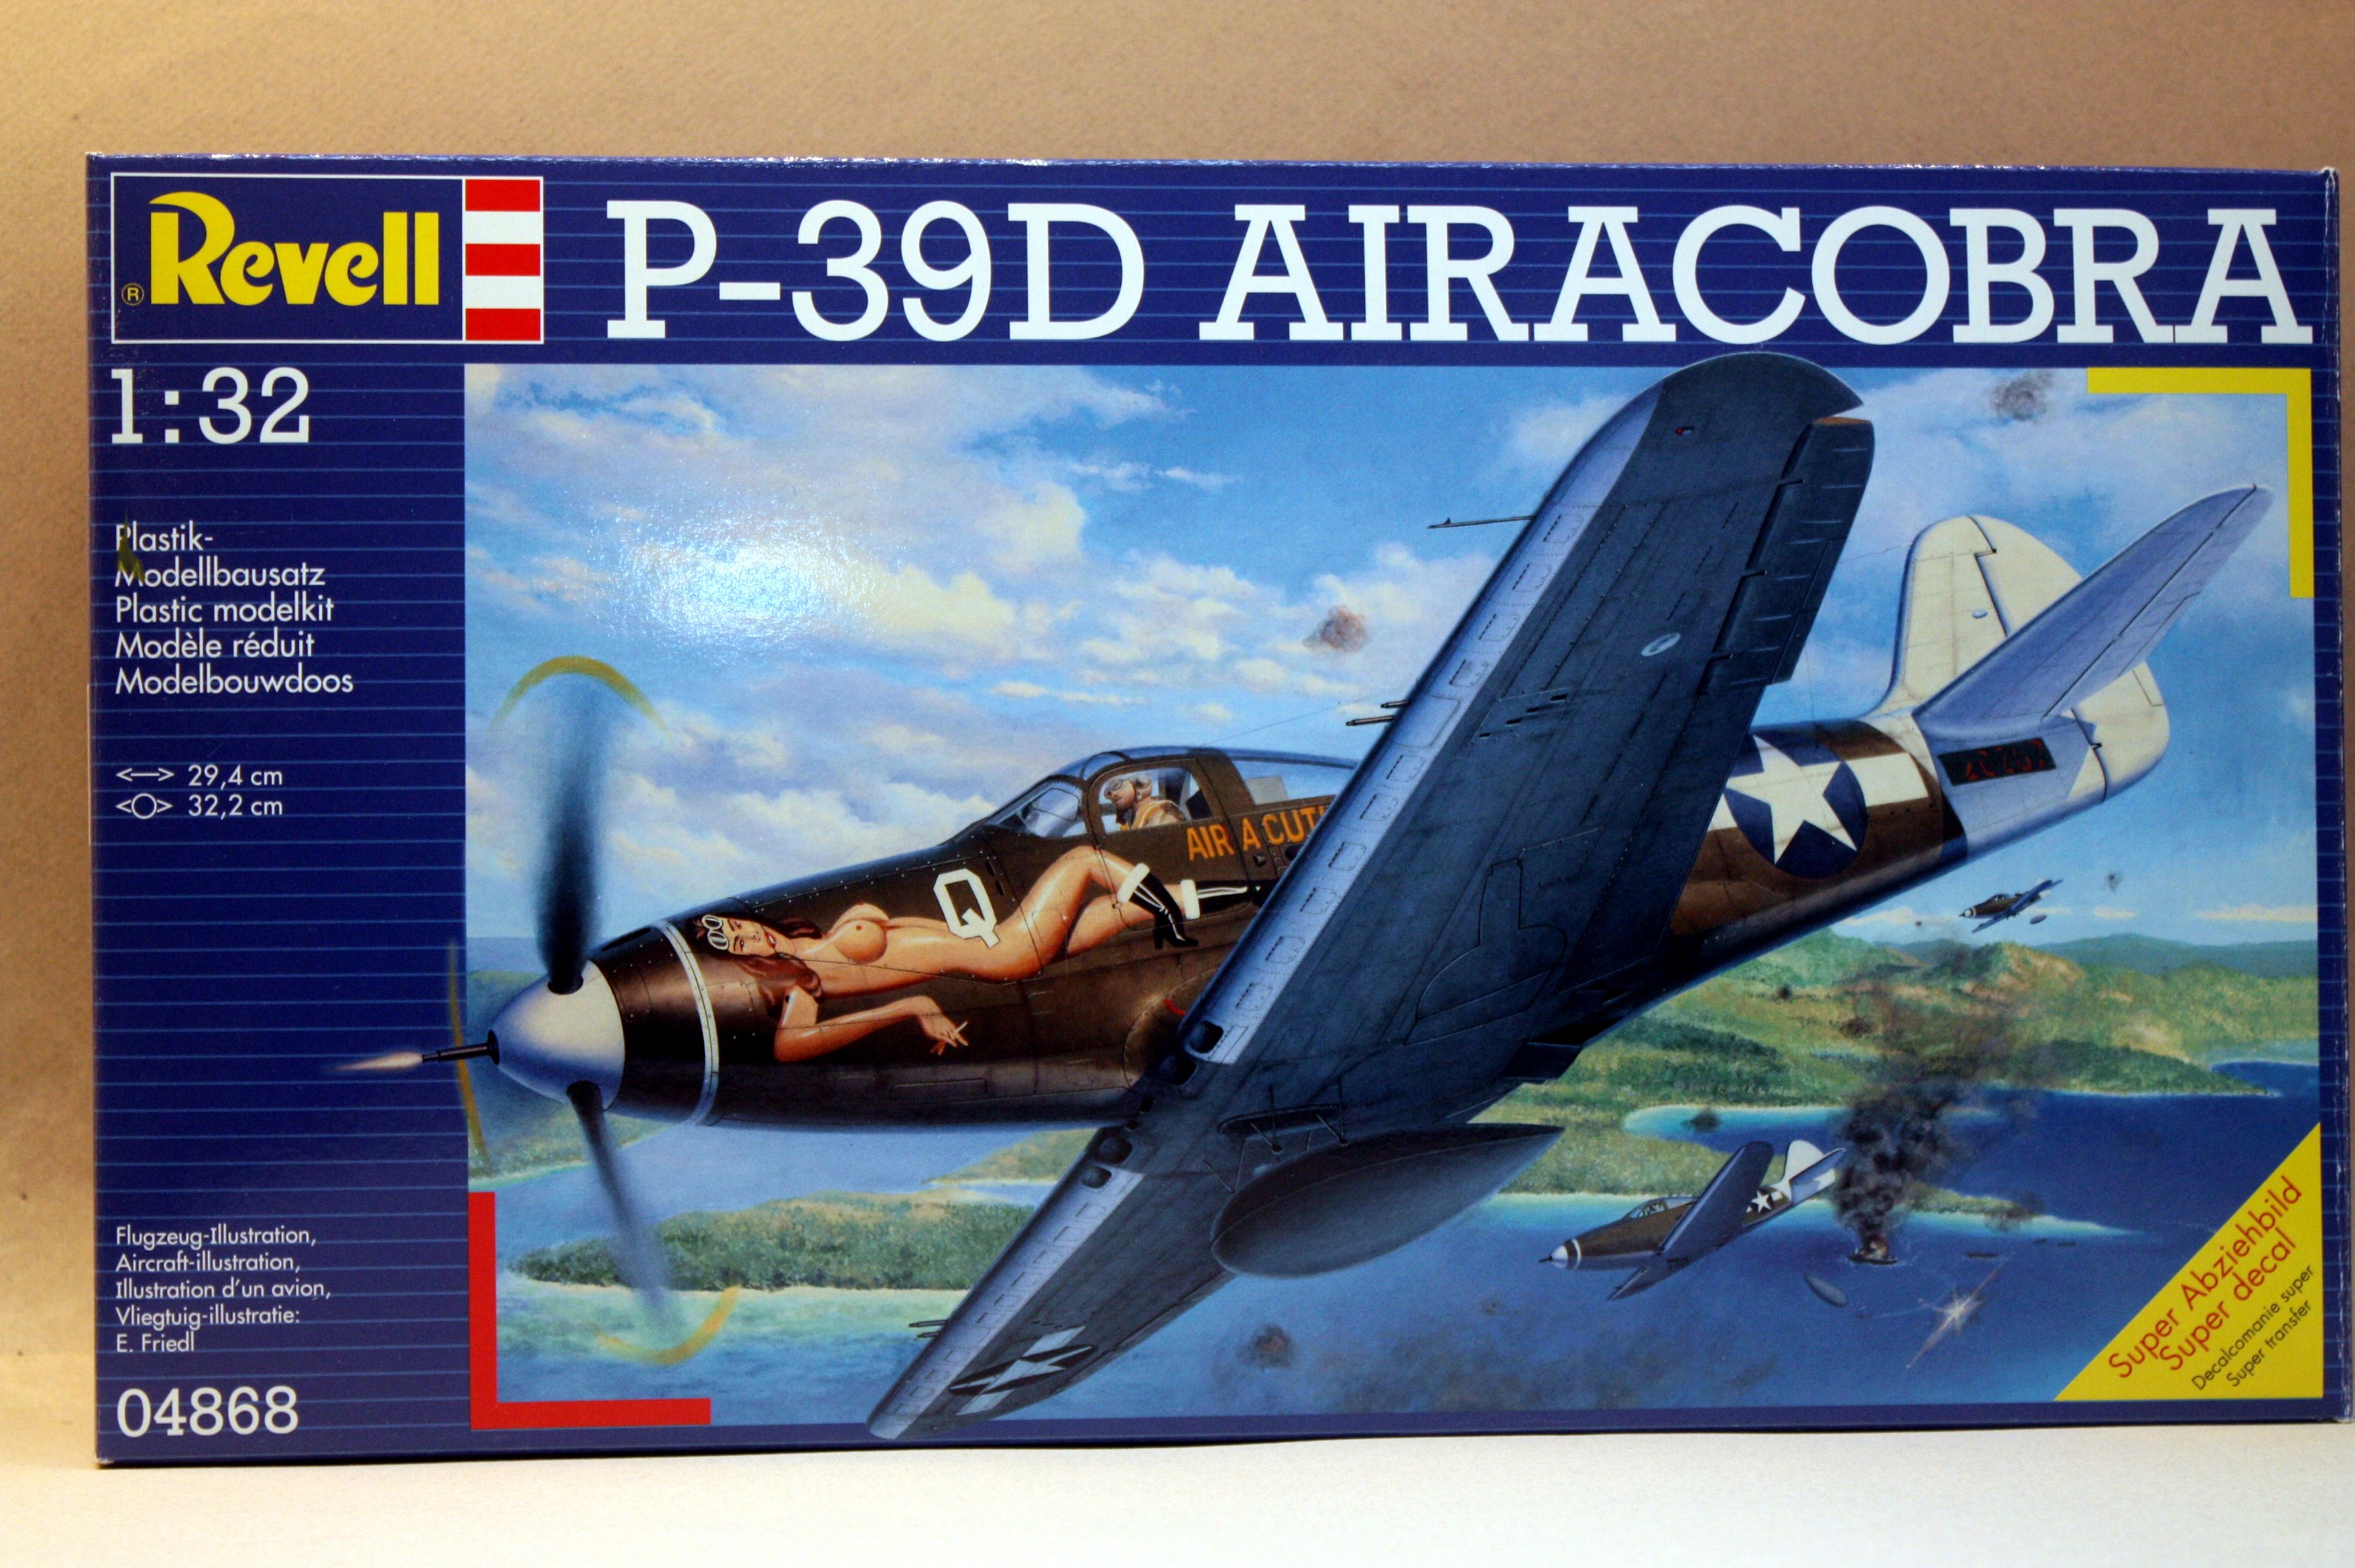 Revell
®
P-39D AIRACOBRA
1:32
Plastik-
Modellbausatz
Plastic modelkit
Modèle réduit
Modelbouwdoos
29,4 cm
32,2 cm
AIR A CUTI
Q
Flugzeug-Illustration,
Aircraft-illustration,
Illustration d'un avion,
Vliegtuig-illustratie:
E. Friedl
04868
Super Abziehbild
Super decal
Decalcomanie super
Super transfer